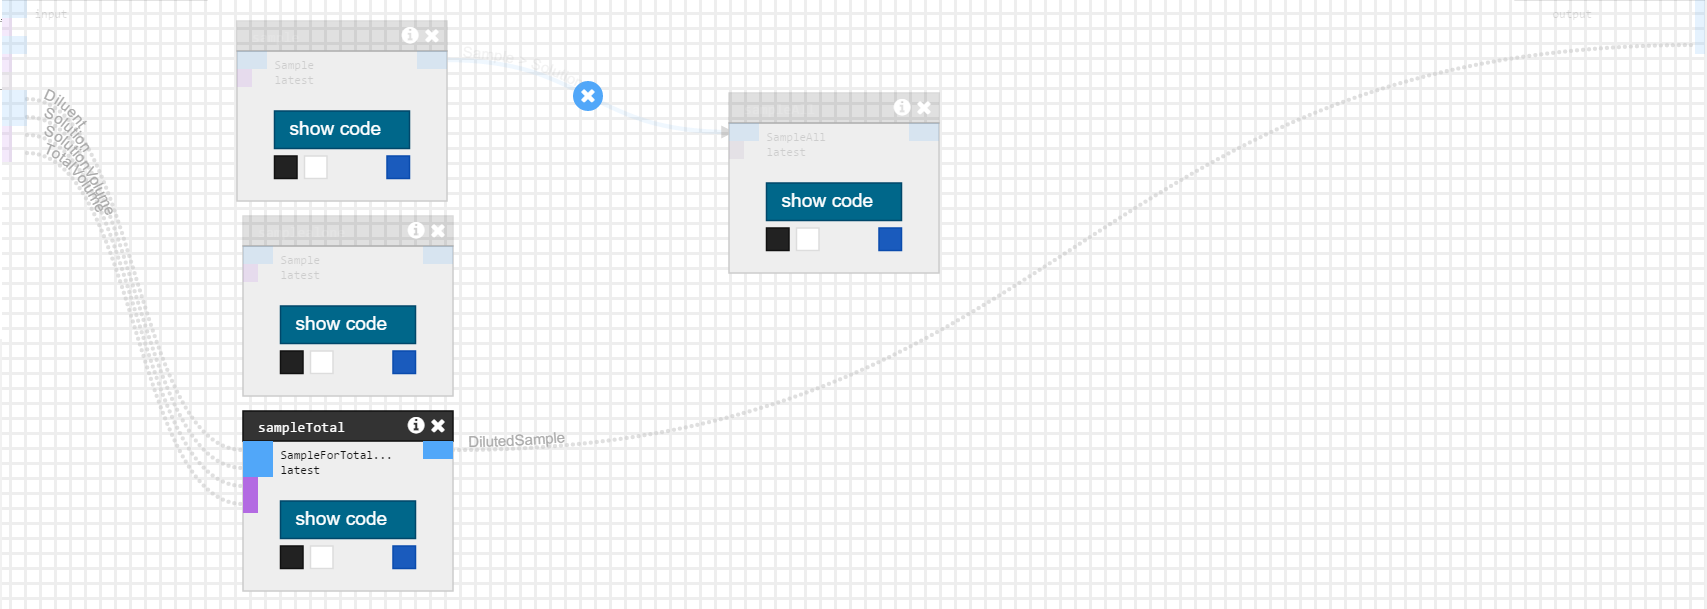 input
output
Sample
latest
show code
Diluent
Solution
SolutionVolume
TotalVolume
SampleAll
latest
show code
Sample
latest
show code
sampleTotal
SampleForTotal...
latest
show code
DilutedSample